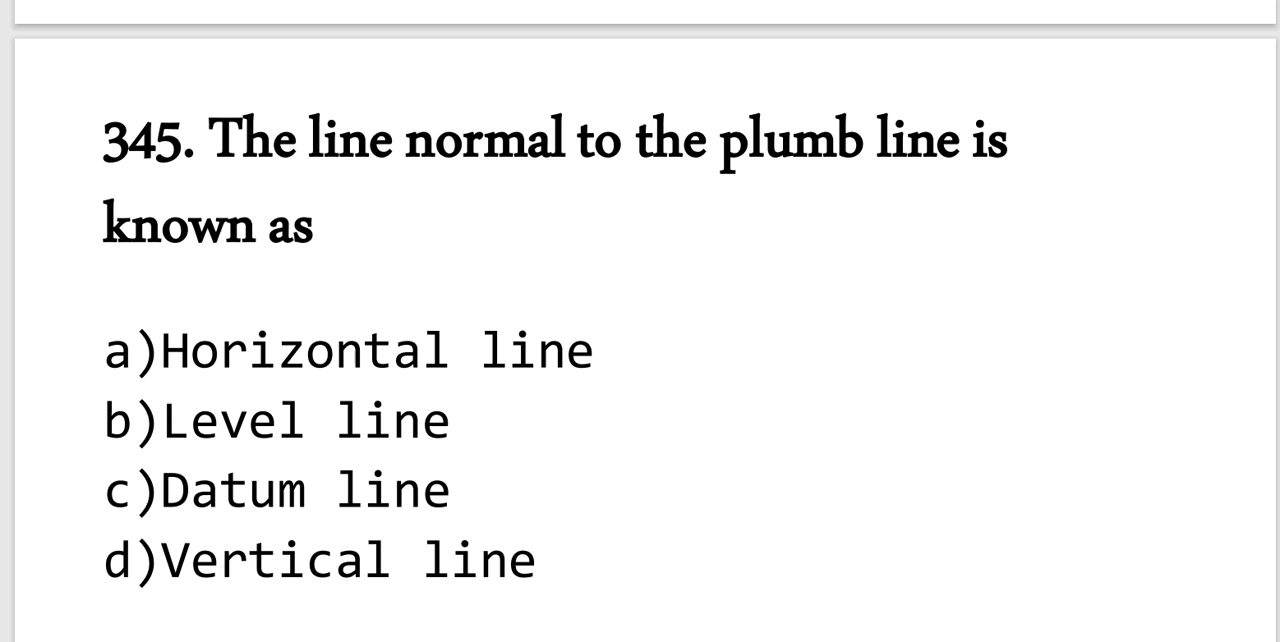 345. The line normal to the plumb line is
known as
a)Horizontal line
b)Level line
c)Datum line
d)Vertical line